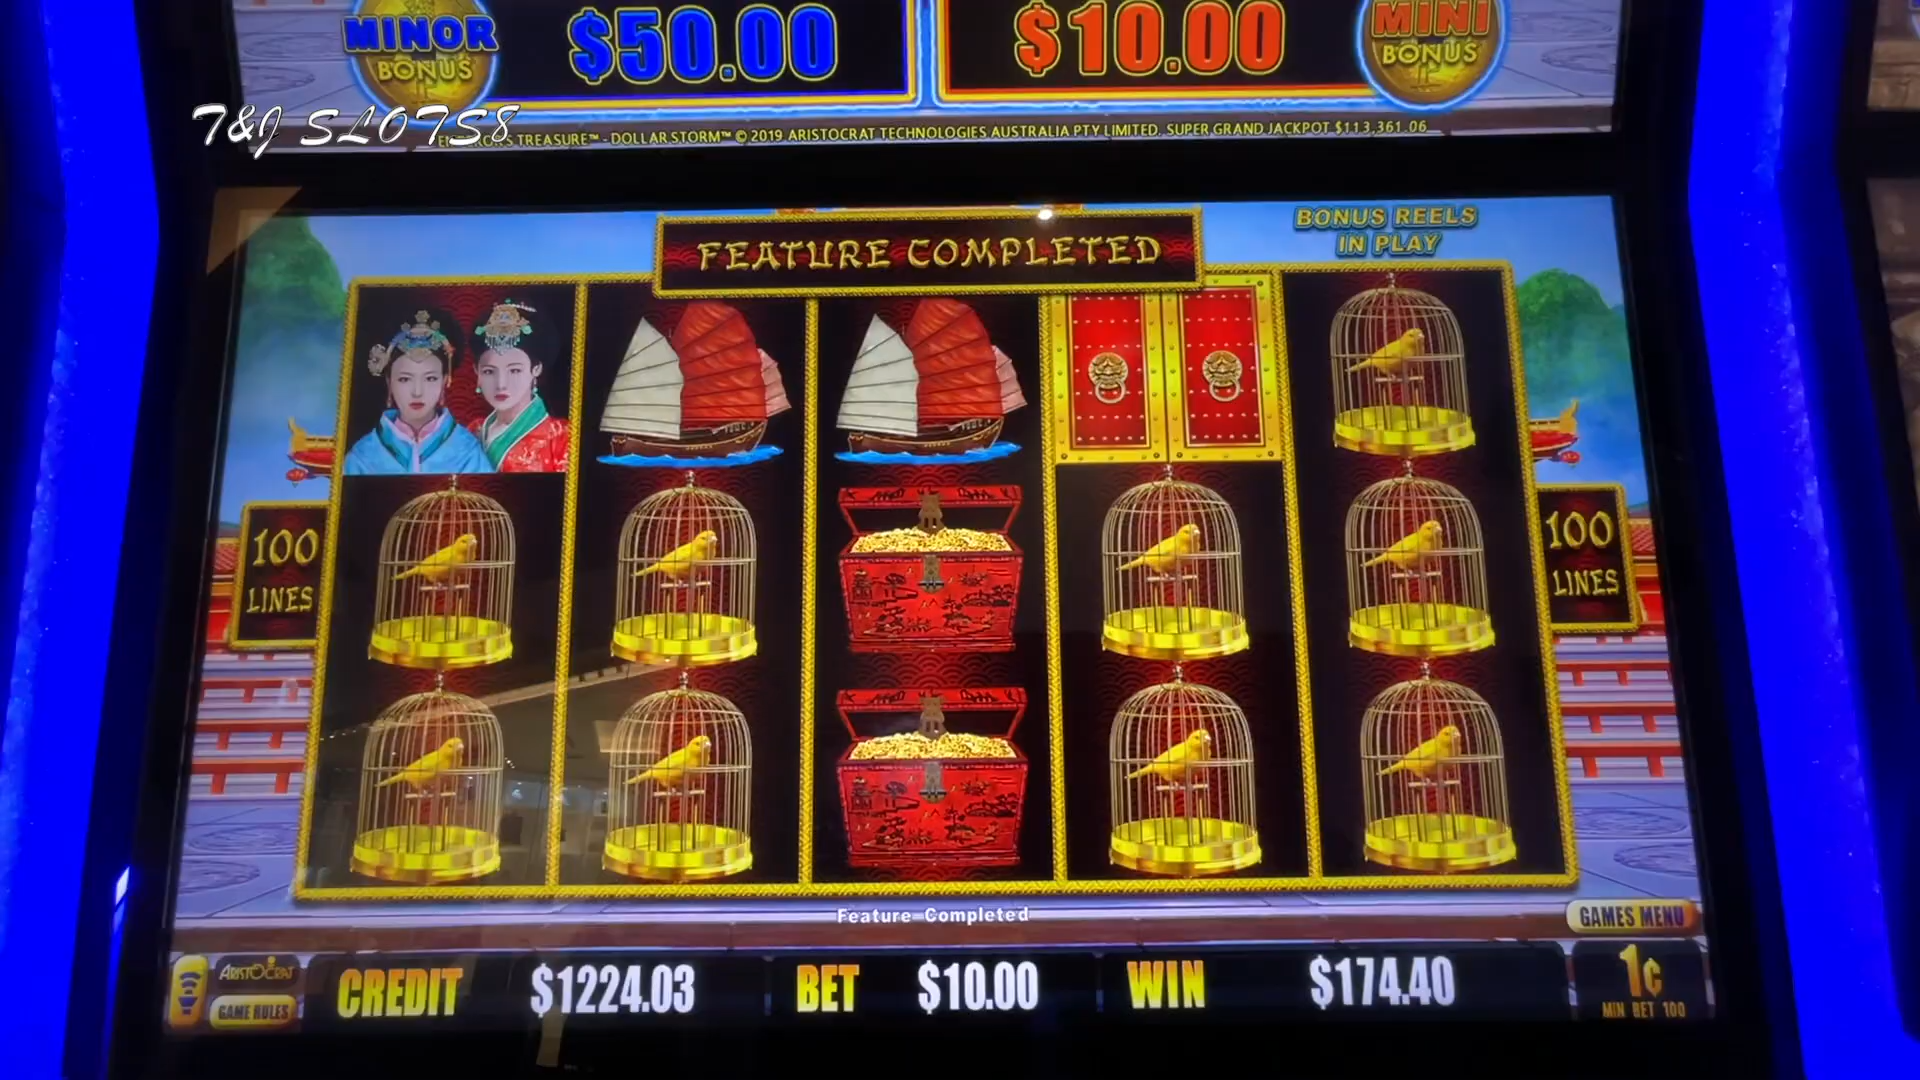 MINOR
BONUS
$50.00
$10.00
MINI
BONUS
T&J SLOTS8
TREASURE™ - DOLLAR STORM™ © 2019 ARISTOCRAT TECHNOLOGIES AUSTRALIA PTY LIMITED. SUPER GRAND JACKPOT $113,361.06
FEATURE COMPLETED
BONUS REELS
IN PLAY
100
LINES
100
LINES
Feature Completed
GAMES MENU
ARISTOCRAT
GAME RULES
CREDIT $1224.03 BET $10.00 WIN $174.40
1¢
MIN BET 100